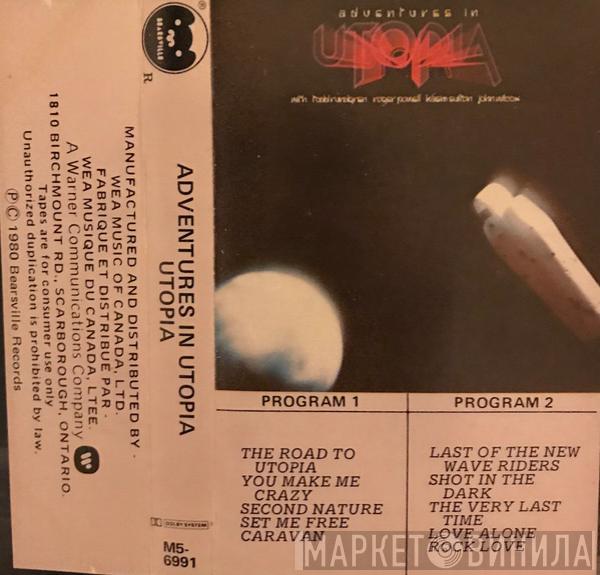 BEARSVILLE
®
R
MANUFACTURED AND DISTRIBUTED BY -
WEA MUSIC OF CANADA, LTD.
FABRIQUE ET DISTRIBUE PAR -
WEA MUSIQUE DU CANADA, LTEE.
A Warner Communications Company
1810 BIRCHMOUNT RD., SCARBOROUGH, ONTARIO.
Tapes are for consumer use only
Unauthorized duplication is prohibited by law.
℗© 1980 Bearsville Records
ADVENTURES IN UTOPIA
UTOPIA
DOLBY SYSTEM
M5-
6991
adventures in
UTOPIA
with todd rundgren roger powell kasim sulton john wilcox
PROGRAM 1
THE ROAD TO
UTOPIA
YOU MAKE ME
CRAZY
SECOND NATURE
SET ME FREE
CARAVAN
PROGRAM 2
LAST OF THE NEW
WAVE RIDERS
SHOT IN THE
DARK
THE VERY LAST
TIME
LOVE ALONE
ROCK LOVE
МАРКЕТ ВИНИЛА